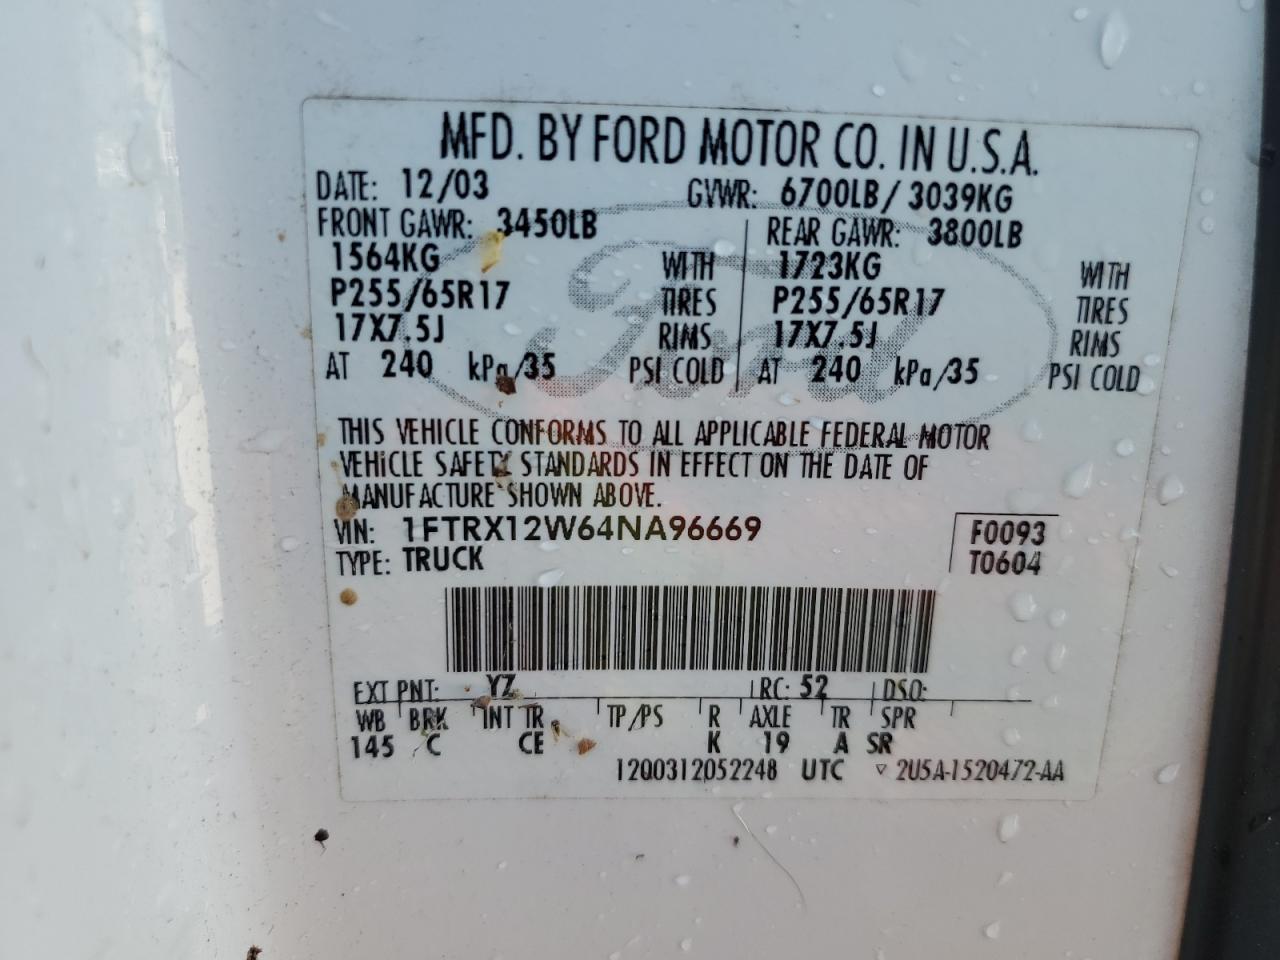 MFD. BY FORD MOTOR CO. IN U.S.A.
DATE: 12/03 GVWR: 6700LB / 3039KG
FRONT GAWR: 3450LB REAR GAWR: 3800LB
1564KG WITH 1723KG WITH
P255/65R17 TIRES P255/65R17 TIRES
17X7.5J RIMS 17X7.5J RIMS
AT 240 kPa/35 PSI COLD AT 240 kPa/35 PSI COLD
Ford
THIS VEHICLE CONFORMS TO ALL APPLICABLE FEDERAL MOTOR
VEHICLE SAFETY STANDARDS IN EFFECT ON THE DATE OF
MANUFACTURE SHOWN ABOVE.
VIN: 1FTRX12W64NA96669 F0093
TYPE: TRUCK T0604
EXT PNT: YZ RC: 52 DSO:
WB BRK INT TR TP/PS R AXLE TR SPR
145 C CE K 19 A SR
1200312052248 UTC ▽ 2U5A-1520472-AA